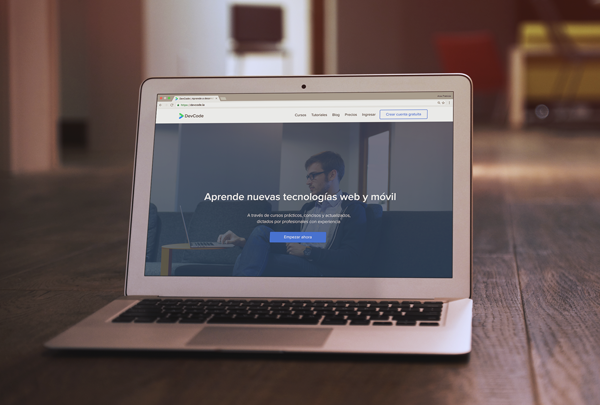 DevCode
Cursos Tutoriales Blog Precios Ingresar Crear cuenta gratuita
Aprende nuevas tecnologías web y móvil
A través de cursos prácticos, concisos y actualizados,
dictados por profesionales con experiencia.
Empezar ahora